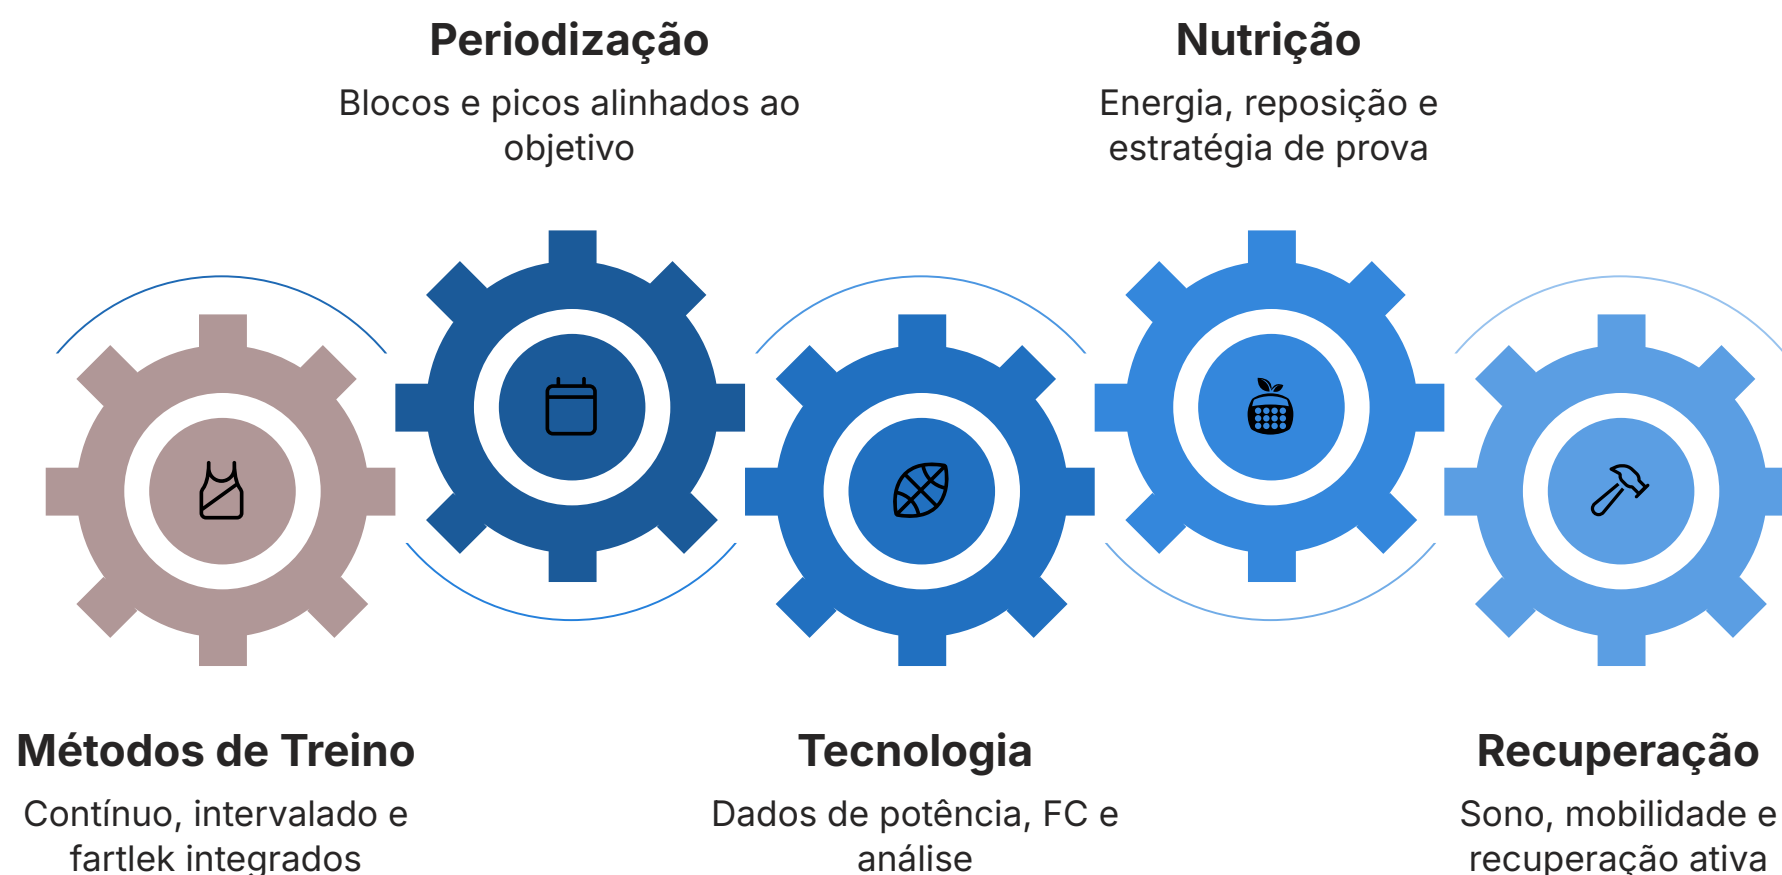 Periodização
Blocos e picos alinhados ao
objetivo
Nutrição
Energia, reposição e
estratégia de prova
Métodos de Treino
Contínuo, intervalado e
fartlek integrados
Tecnologia
Dados de potência, FC e
análise
Recuperação
Sono, mobilidade e
recuperação ativa